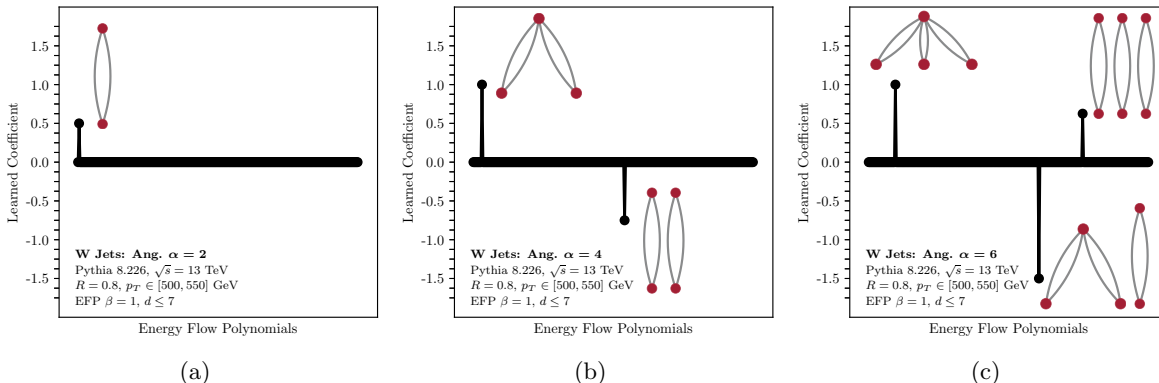 1.5
1.0
0.5
0.0
-0.5
-1.0
-1.5
Learned Coefficient
W Jets: Ang. α = 2
Pythia 8.226, √s = 13 TeV
R = 0.8, p_T ∈ [500, 550] GeV
EFP β = 1, d ≤ 7
Energy Flow Polynomials
(a)
1.5
1.0
0.5
0.0
-0.5
-1.0
-1.5
Learned Coefficient
W Jets: Ang. α = 4
Pythia 8.226, √s = 13 TeV
R = 0.8, p_T ∈ [500, 550] GeV
EFP β = 1, d ≤ 7
Energy Flow Polynomials
(b)
1.5
1.0
0.5
0.0
-0.5
-1.0
-1.5
Learned Coefficient
W Jets: Ang. α = 6
Pythia 8.226, √s = 13 TeV
R = 0.8, p_T ∈ [500, 550] GeV
EFP β = 1, d ≤ 7
Energy Flow Polynomials
(c)